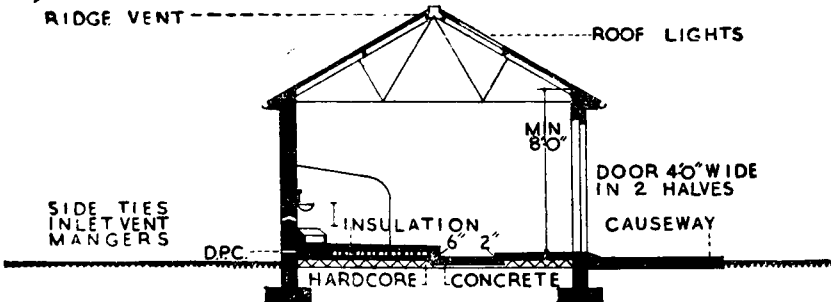 RIDGE VENT
ROOF LIGHTS
MIN
8'0"
DOOR 4'0" WIDE
IN 2 HALVES
SIDE TIES
INLET VENT
MANGERS
INSULATION
6" 2"
CAUSEWAY
D.P.C.
HARDCORE
CONCRETE